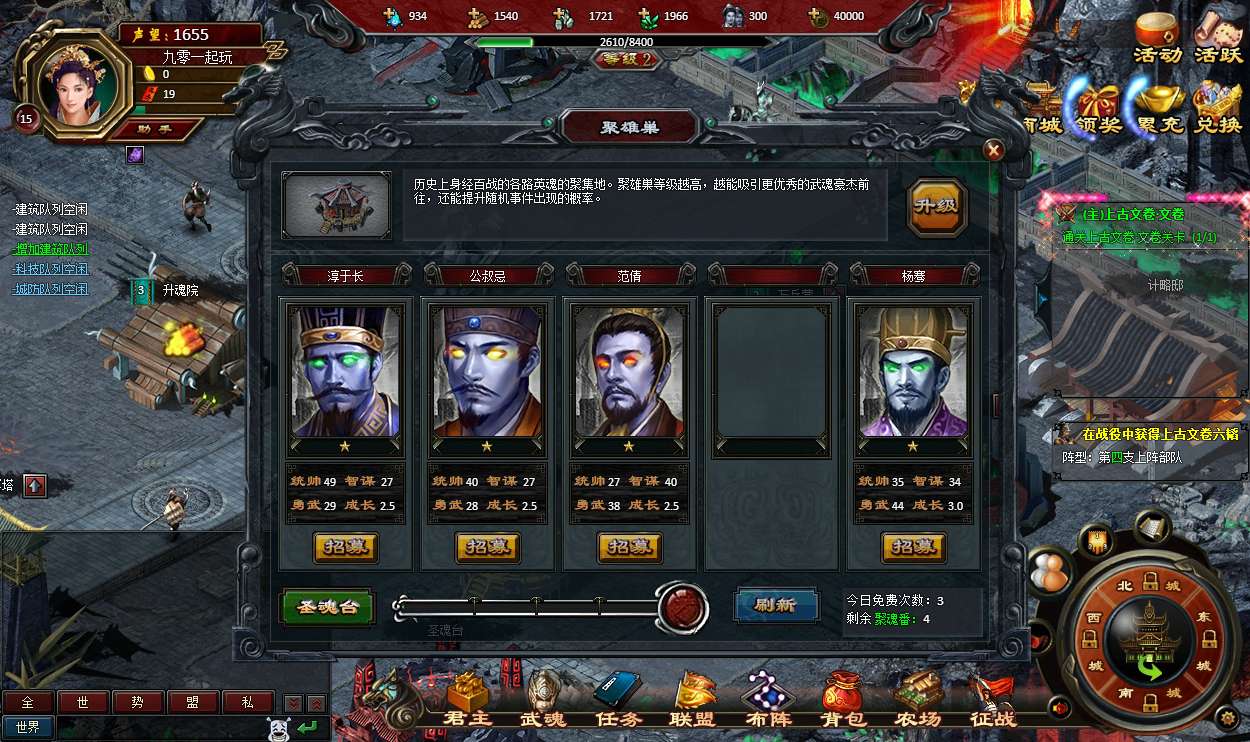 934
1540
1721
1966
300
40000
2610/8400
等级 2
声望：1655
九零一起玩
0
19
15
助手
活动
活跃
商城
领奖
累充
兑换
聚雄巢
历史上身经百战的各路英魂的聚集地。聚雄巢等级越高，越能吸引更优秀的武魂豪杰前
往，还能提升随机事件出现的概率。
升级
-建筑队列空闲
-建筑队列空闲
-增加建筑队列
-科技队列空闲
-城防队列空闲
3 升魂院
(主)上古文卷·文卷
通关上古文卷·文卷关卡 (1/1)
计略邸
淳于长
公叔忌
范倩
杨骞
统帅 49 智谋 27
勇武 29 成长 2.5
招募
统帅 40 智谋 27
勇武 28 成长 2.5
招募
统帅 27 智谋 40
勇武 38 成长 2.5
招募
统帅 35 智谋 34
勇武 44 成长 3.0
招募
在战役中获得上古文卷六韬
阵型：第四支上阵部队
塔
圣魂台
圣魂台
刷新
今日免费次数：3
剩余 聚魂番：4
北城
东城
南城
西城
全
世
势
盟
私
世界
君主
武魂
任务
联盟
布阵
背包
农场
征战